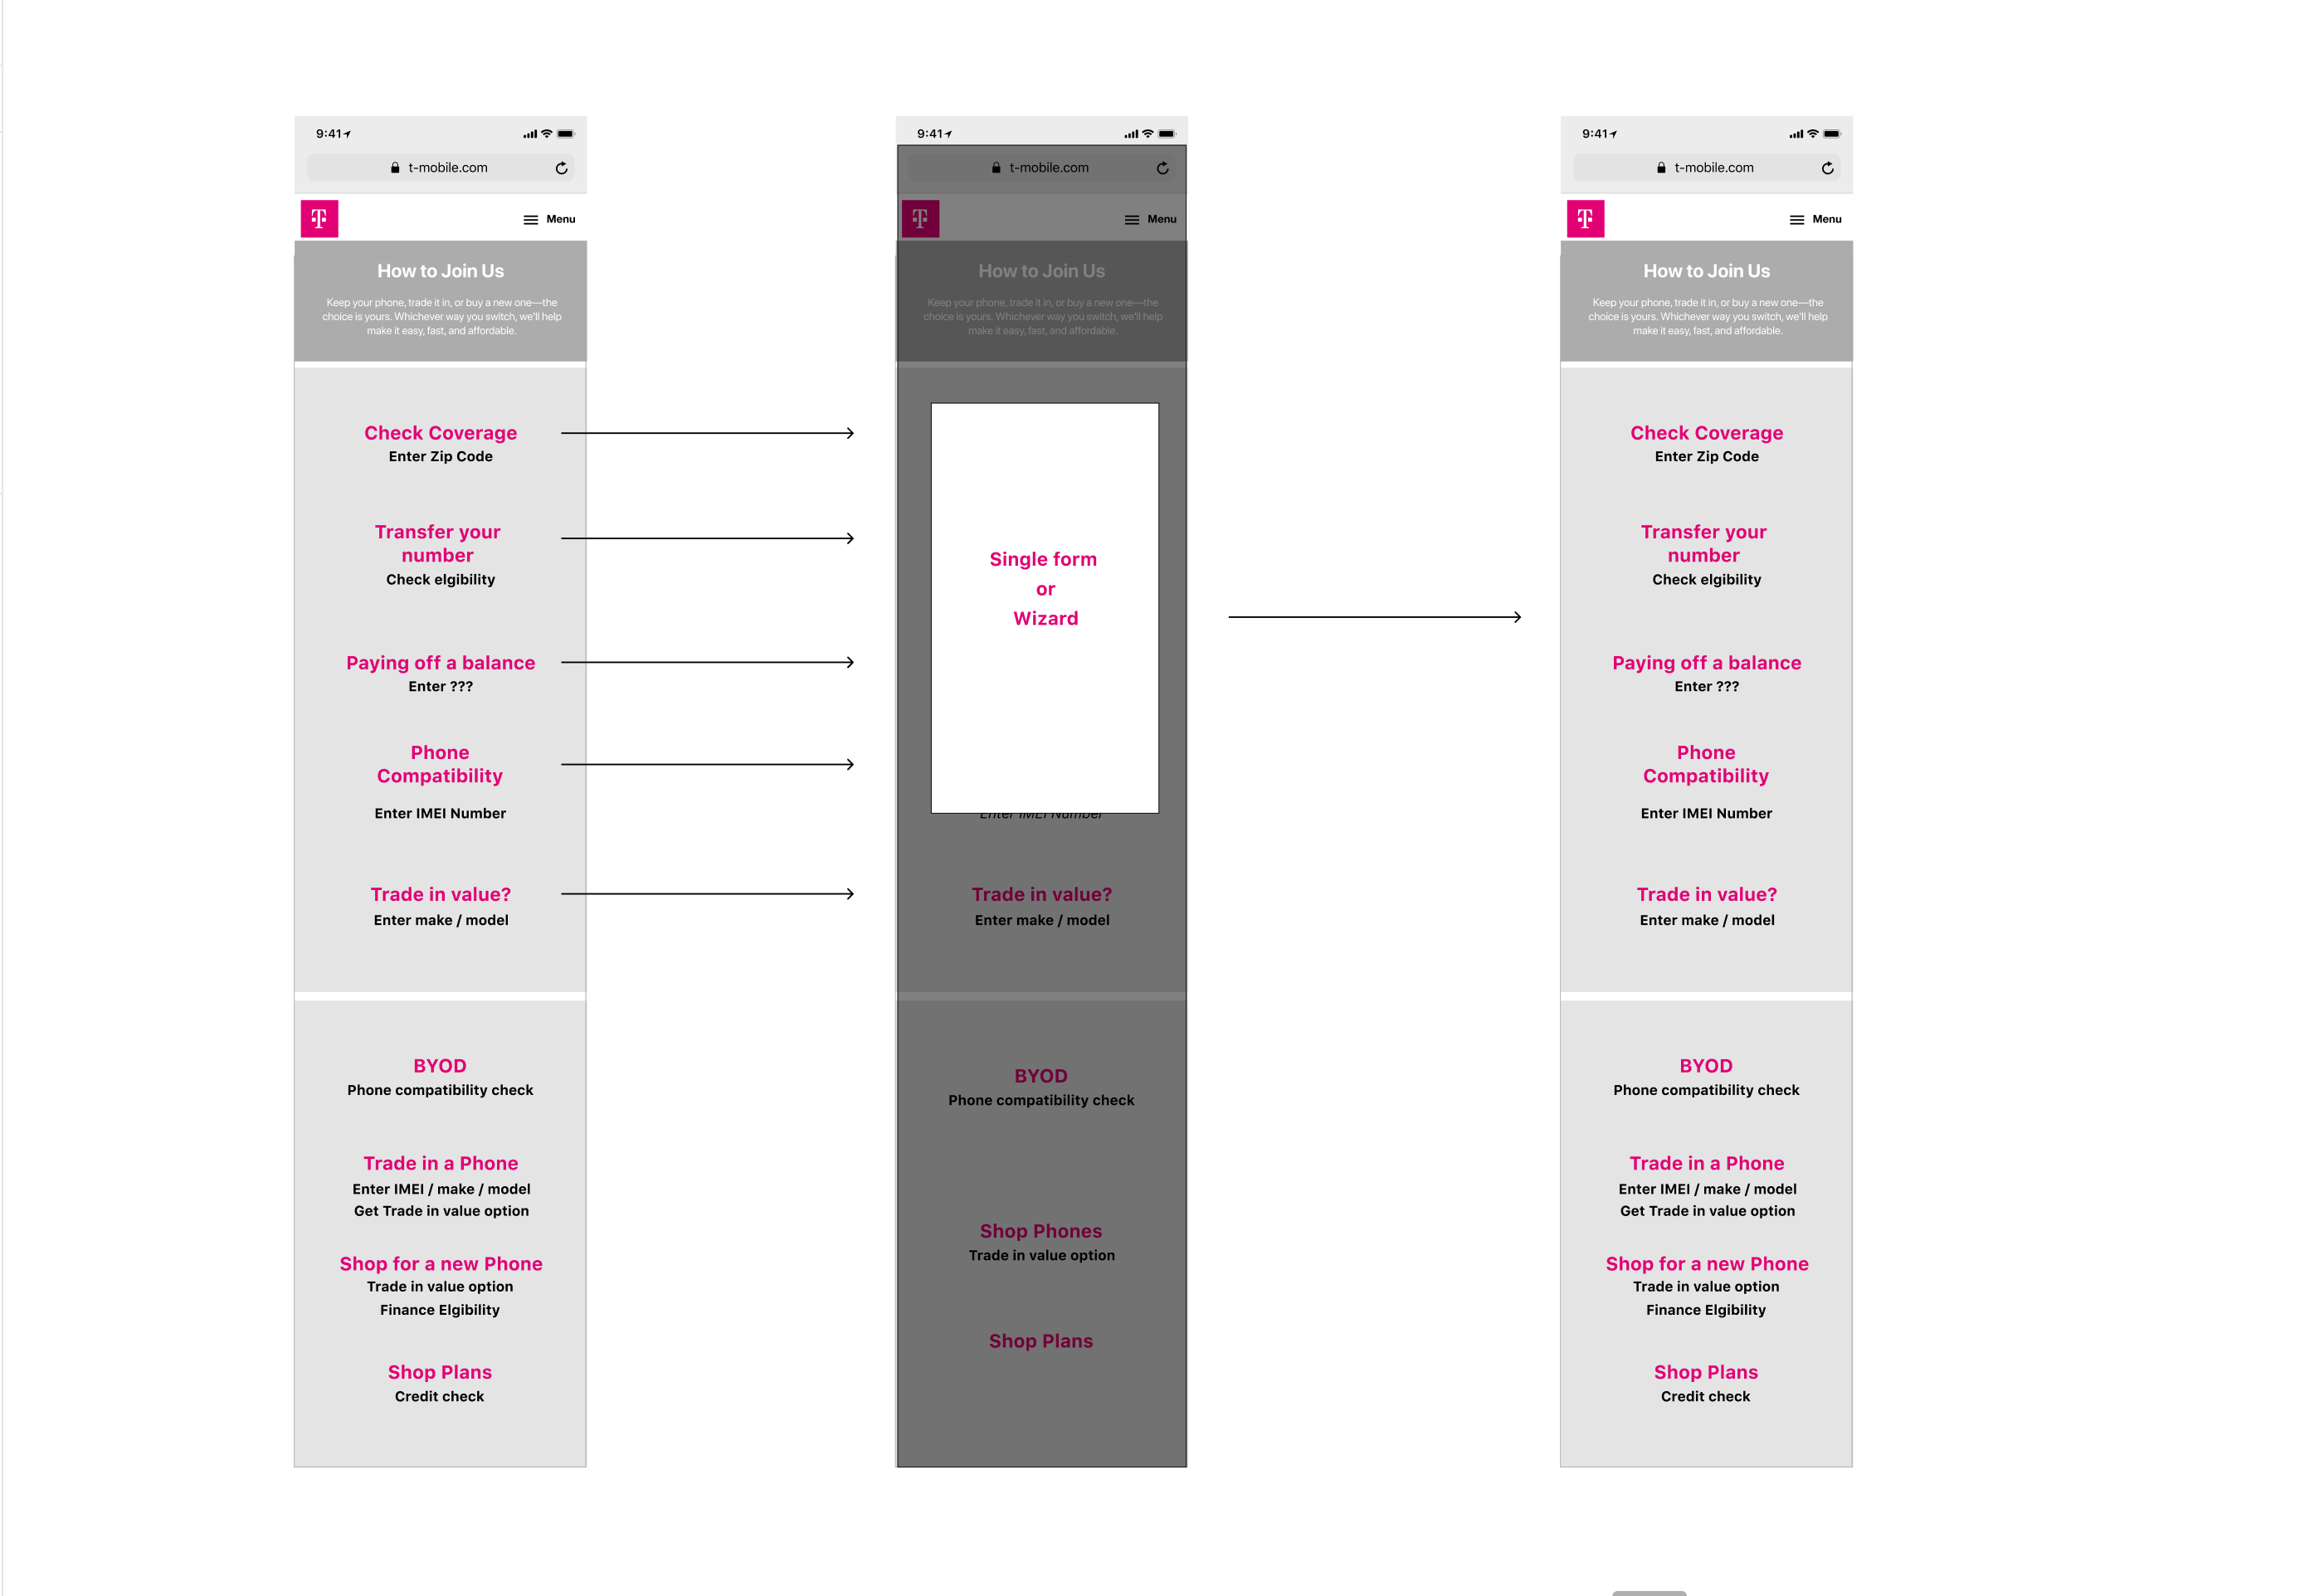 9:41
t-mobile.com
T
Menu
How to Join Us
Keep your phone, trade it in, or buy a new one—the
choice is yours. Whichever way you switch, we'll help
make it easy, fast, and affordable.
Check Coverage
Enter Zip Code
Transfer your
number
Check elgibility
Paying off a balance
Enter ???
Phone
Compatibility
Enter IMEI Number
Trade in value?
Enter make / model
BYOD
Phone compatibility check
Trade in a Phone
Enter IMEI / make / model
Get Trade in value option
Shop for a new Phone
Trade in value option
Finance Elgibility
Shop Plans
Credit check
9:41
t-mobile.com
T
Menu
How to Join Us
Keep your phone, trade it in, or buy a new one—the
choice is yours. Whichever way you switch, we'll help
make it easy, fast, and affordable.
Single form
or
Wizard
Enter IMEI Number
Trade in value?
Enter make / model
BYOD
Phone compatibility check
Shop Phones
Trade in value option
Shop Plans
9:41
t-mobile.com
T
Menu
How to Join Us
Keep your phone, trade it in, or buy a new one—the
choice is yours. Whichever way you switch, we'll help
make it easy, fast, and affordable.
Check Coverage
Enter Zip Code
Transfer your
number
Check elgibility
Paying off a balance
Enter ???
Phone
Compatibility
Enter IMEI Number
Trade in value?
Enter make / model
BYOD
Phone compatibility check
Trade in a Phone
Enter IMEI / make / model
Get Trade in value option
Shop for a new Phone
Trade in value option
Finance Elgibility
Shop Plans
Credit check